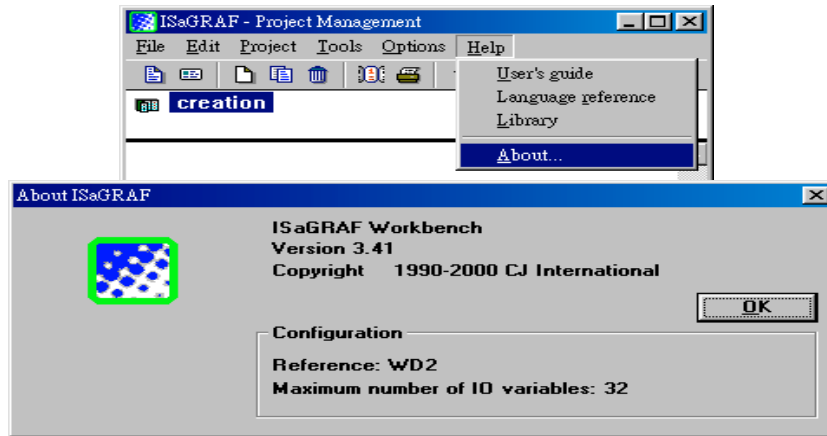 ISaGRAF - Project Management
File Edit Project Tools Options Help
User's guide
Language reference
Library
About...
creation
About ISaGRAF
ISaGRAF Workbench
Version 3.41
Copyright 1990-2000 CJ International
OK
Configuration
Reference: WD2
Maximum number of IO variables: 32